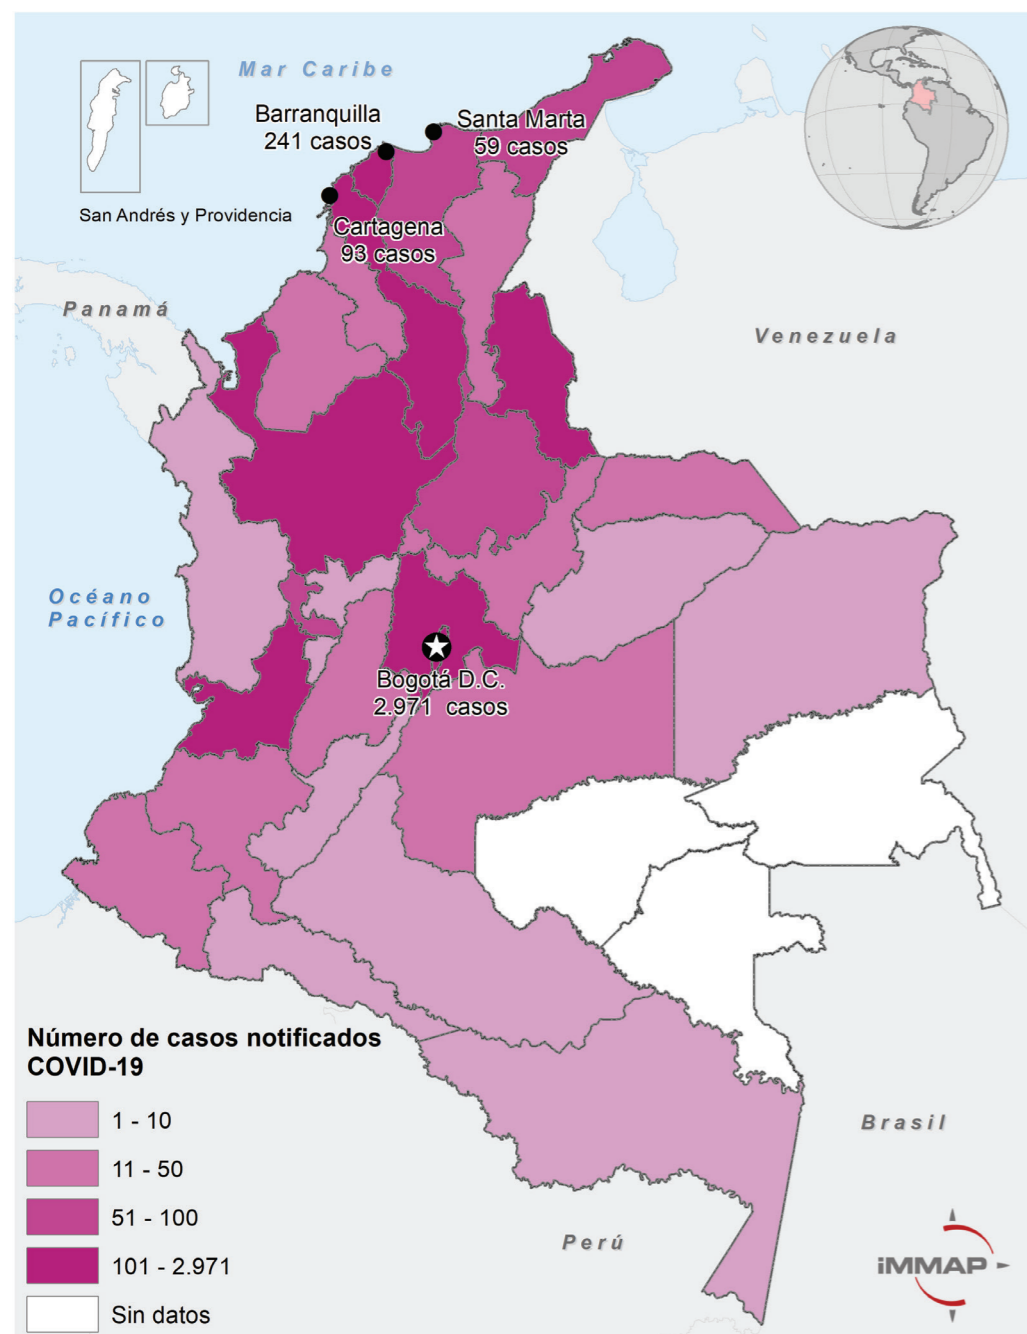 Mar Caribe
Barranquilla
241 casos
Santa Marta
59 casos
San Andrés y Providencia
Cartagena
93 casos
Panamá
Venezuela
Océano
Pacífico
Bogotá D.C.
2.971 casos
Número de casos notificados
COVID-19
1 - 10
11 - 50
51 - 100
101 - 2.971
Sin datos
Brasil
Perú
iMMAP